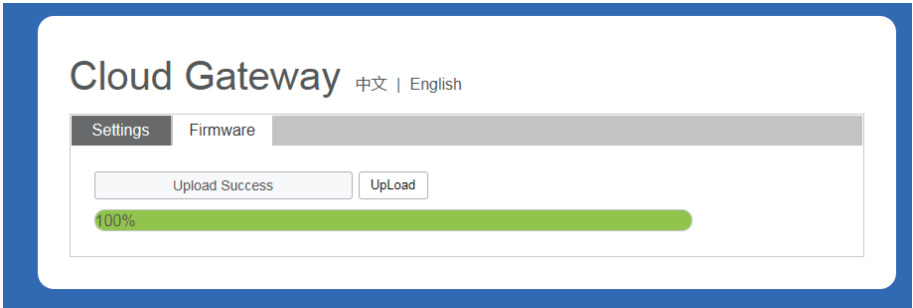 Cloud Gateway 中文 | English
Settings Firmware
Upload Success UpLoad
100%